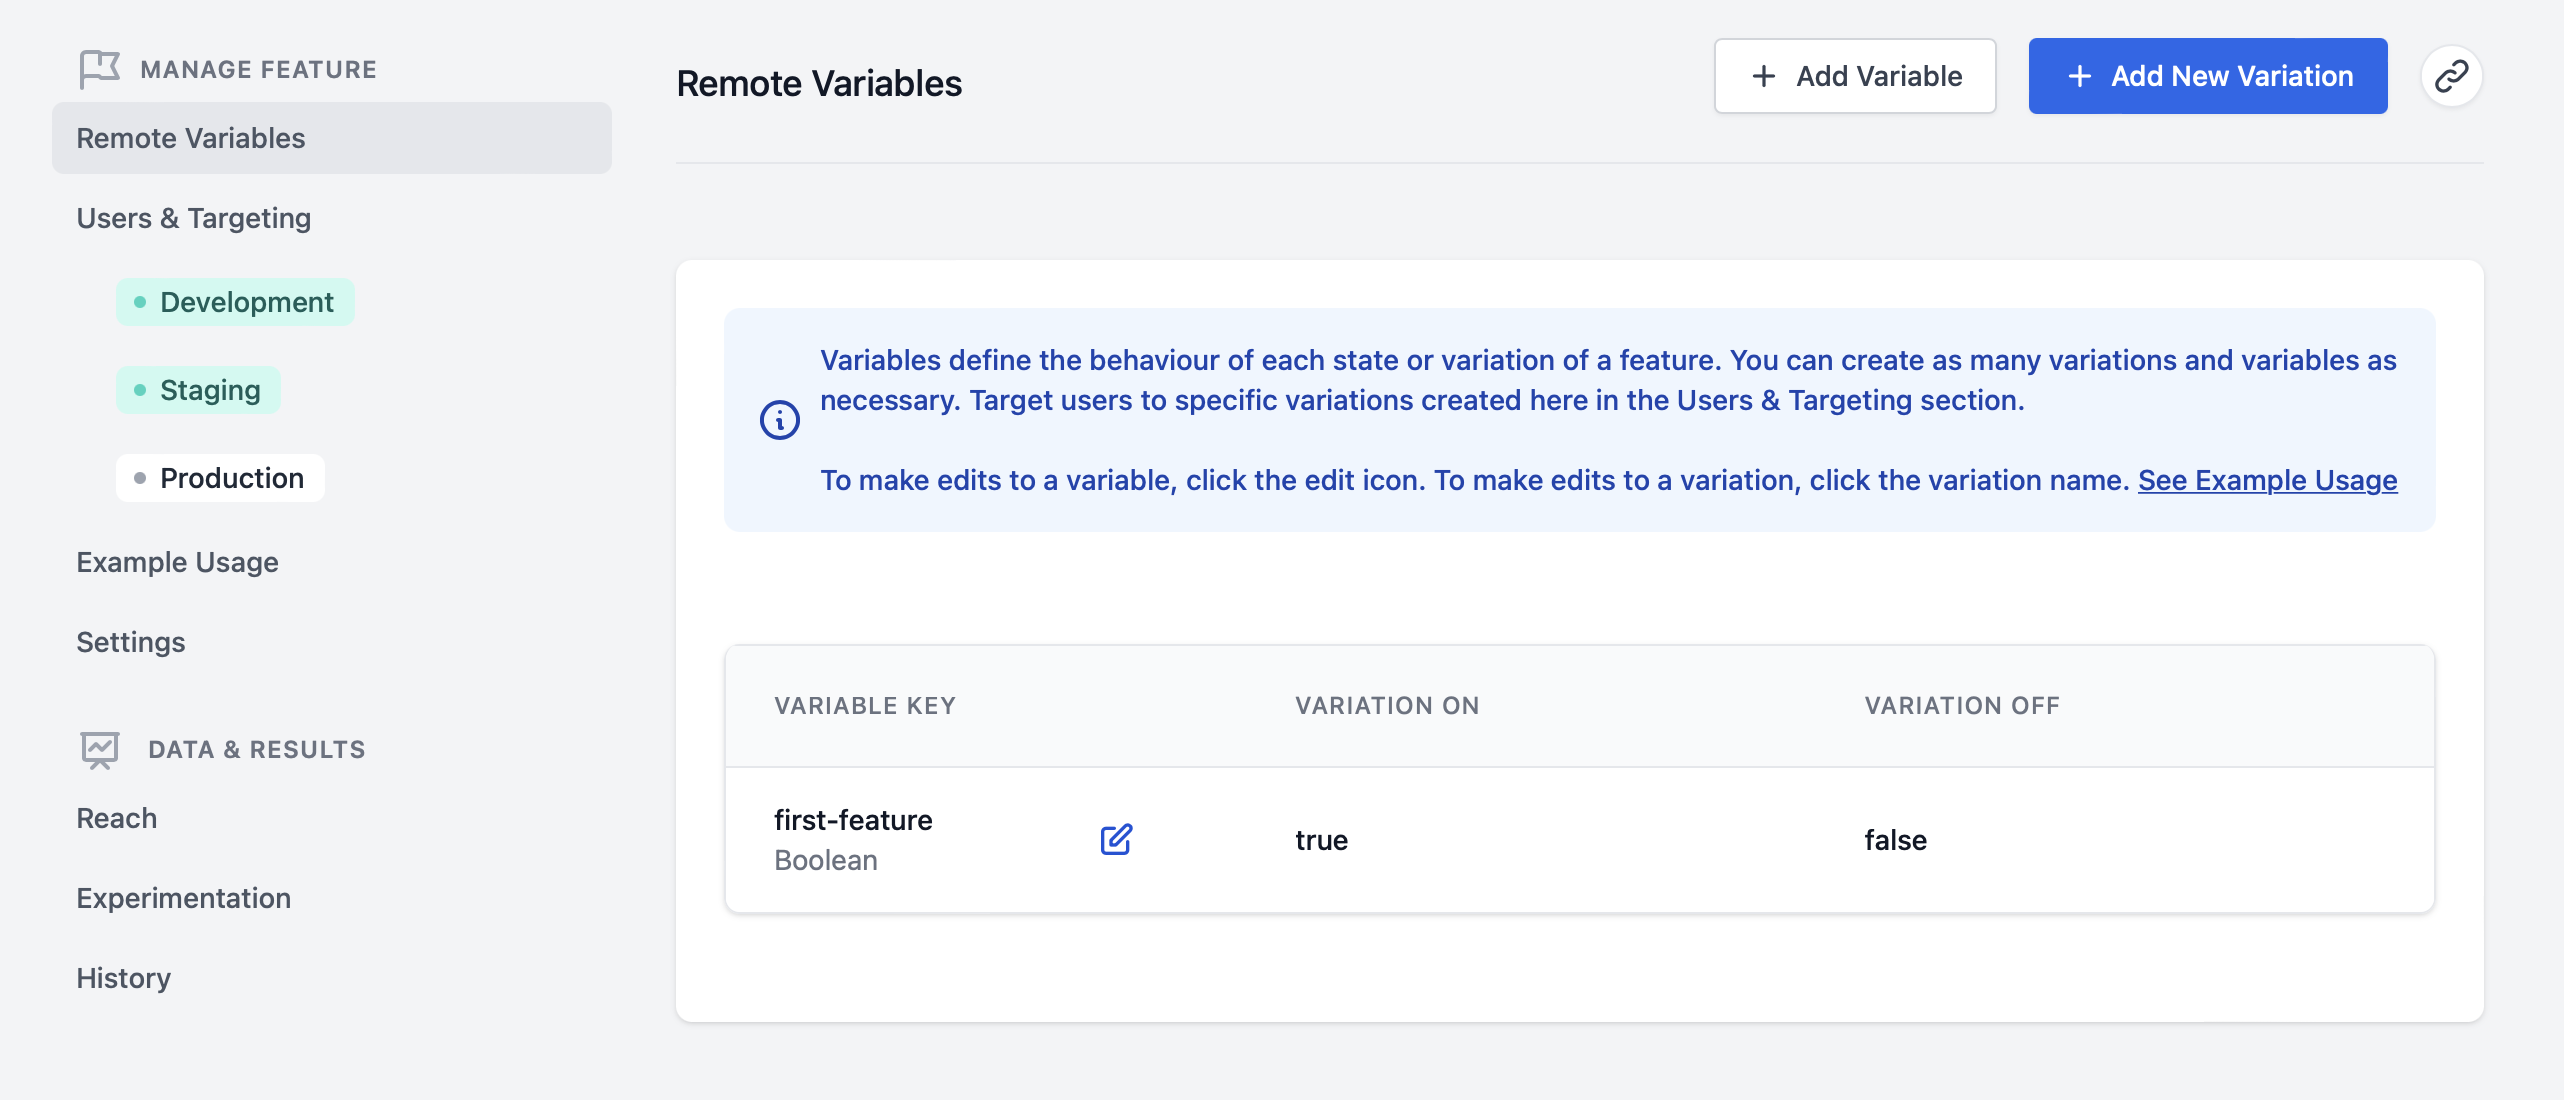 MANAGE FEATURE
Remote Variables
Users & Targeting
Development
Staging
Production
Example Usage
Settings
DATA & RESULTS
Reach
Experimentation
History
Remote Variables
Add Variable
Add New Variation
Variables define the behaviour of each state or variation of a feature. You can create as many variations and variables as
necessary. Target users to specific variations created here in the Users & Targeting section.
To make edits to a variable, click the edit icon. To make edits to a variation, click the variation name. See Example Usage
VARIABLE KEY VARIATION ON VARIATION OFF
first-feature
Boolean
true
false